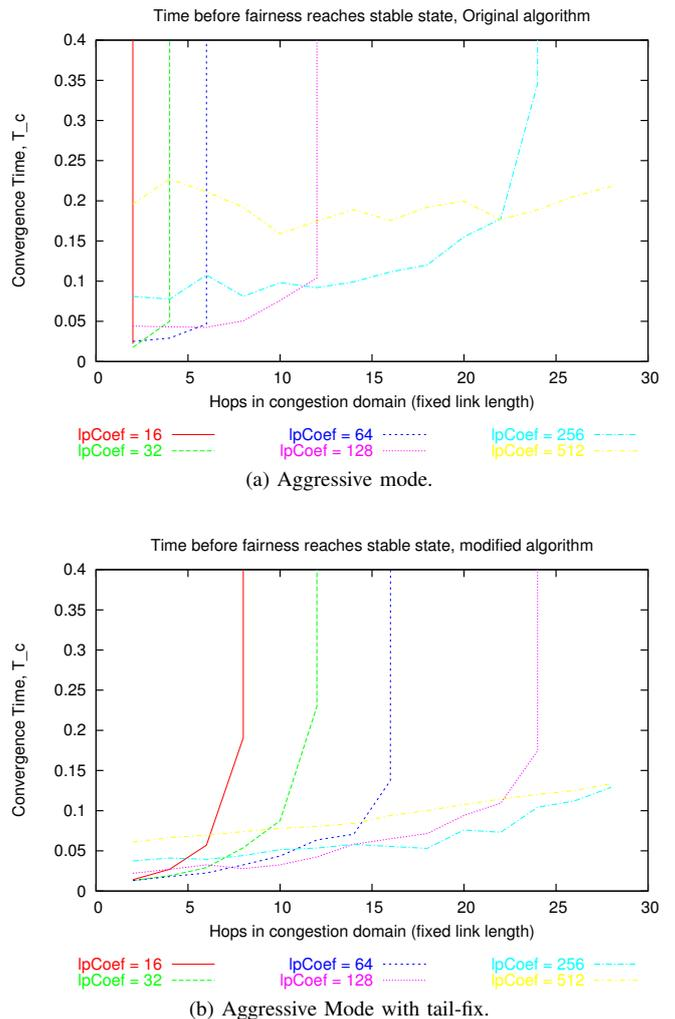 Time before fairness reaches stable state, Original algorithm
0.4
0.35
0.3
0.25
0.2
0.15
0.1
0.05
0
Convergence Time, T_c
0 5 10 15 20 25 30
Hops in congestion domain (fixed link length)
lpCoef = 16 lpCoef = 64 lpCoef = 256
lpCoef = 32 lpCoef = 128 lpCoef = 512
(a) Aggressive mode.
Time before fairness reaches stable state, modified algorithm
0.4
0.35
0.3
0.25
0.2
0.15
0.1
0.05
0
Convergence Time, T_c
0 5 10 15 20 25 30
Hops in congestion domain (fixed link length)
lpCoef = 16 lpCoef = 64 lpCoef = 256
lpCoef = 32 lpCoef = 128 lpCoef = 512
(b) Aggressive Mode with tail-fix.